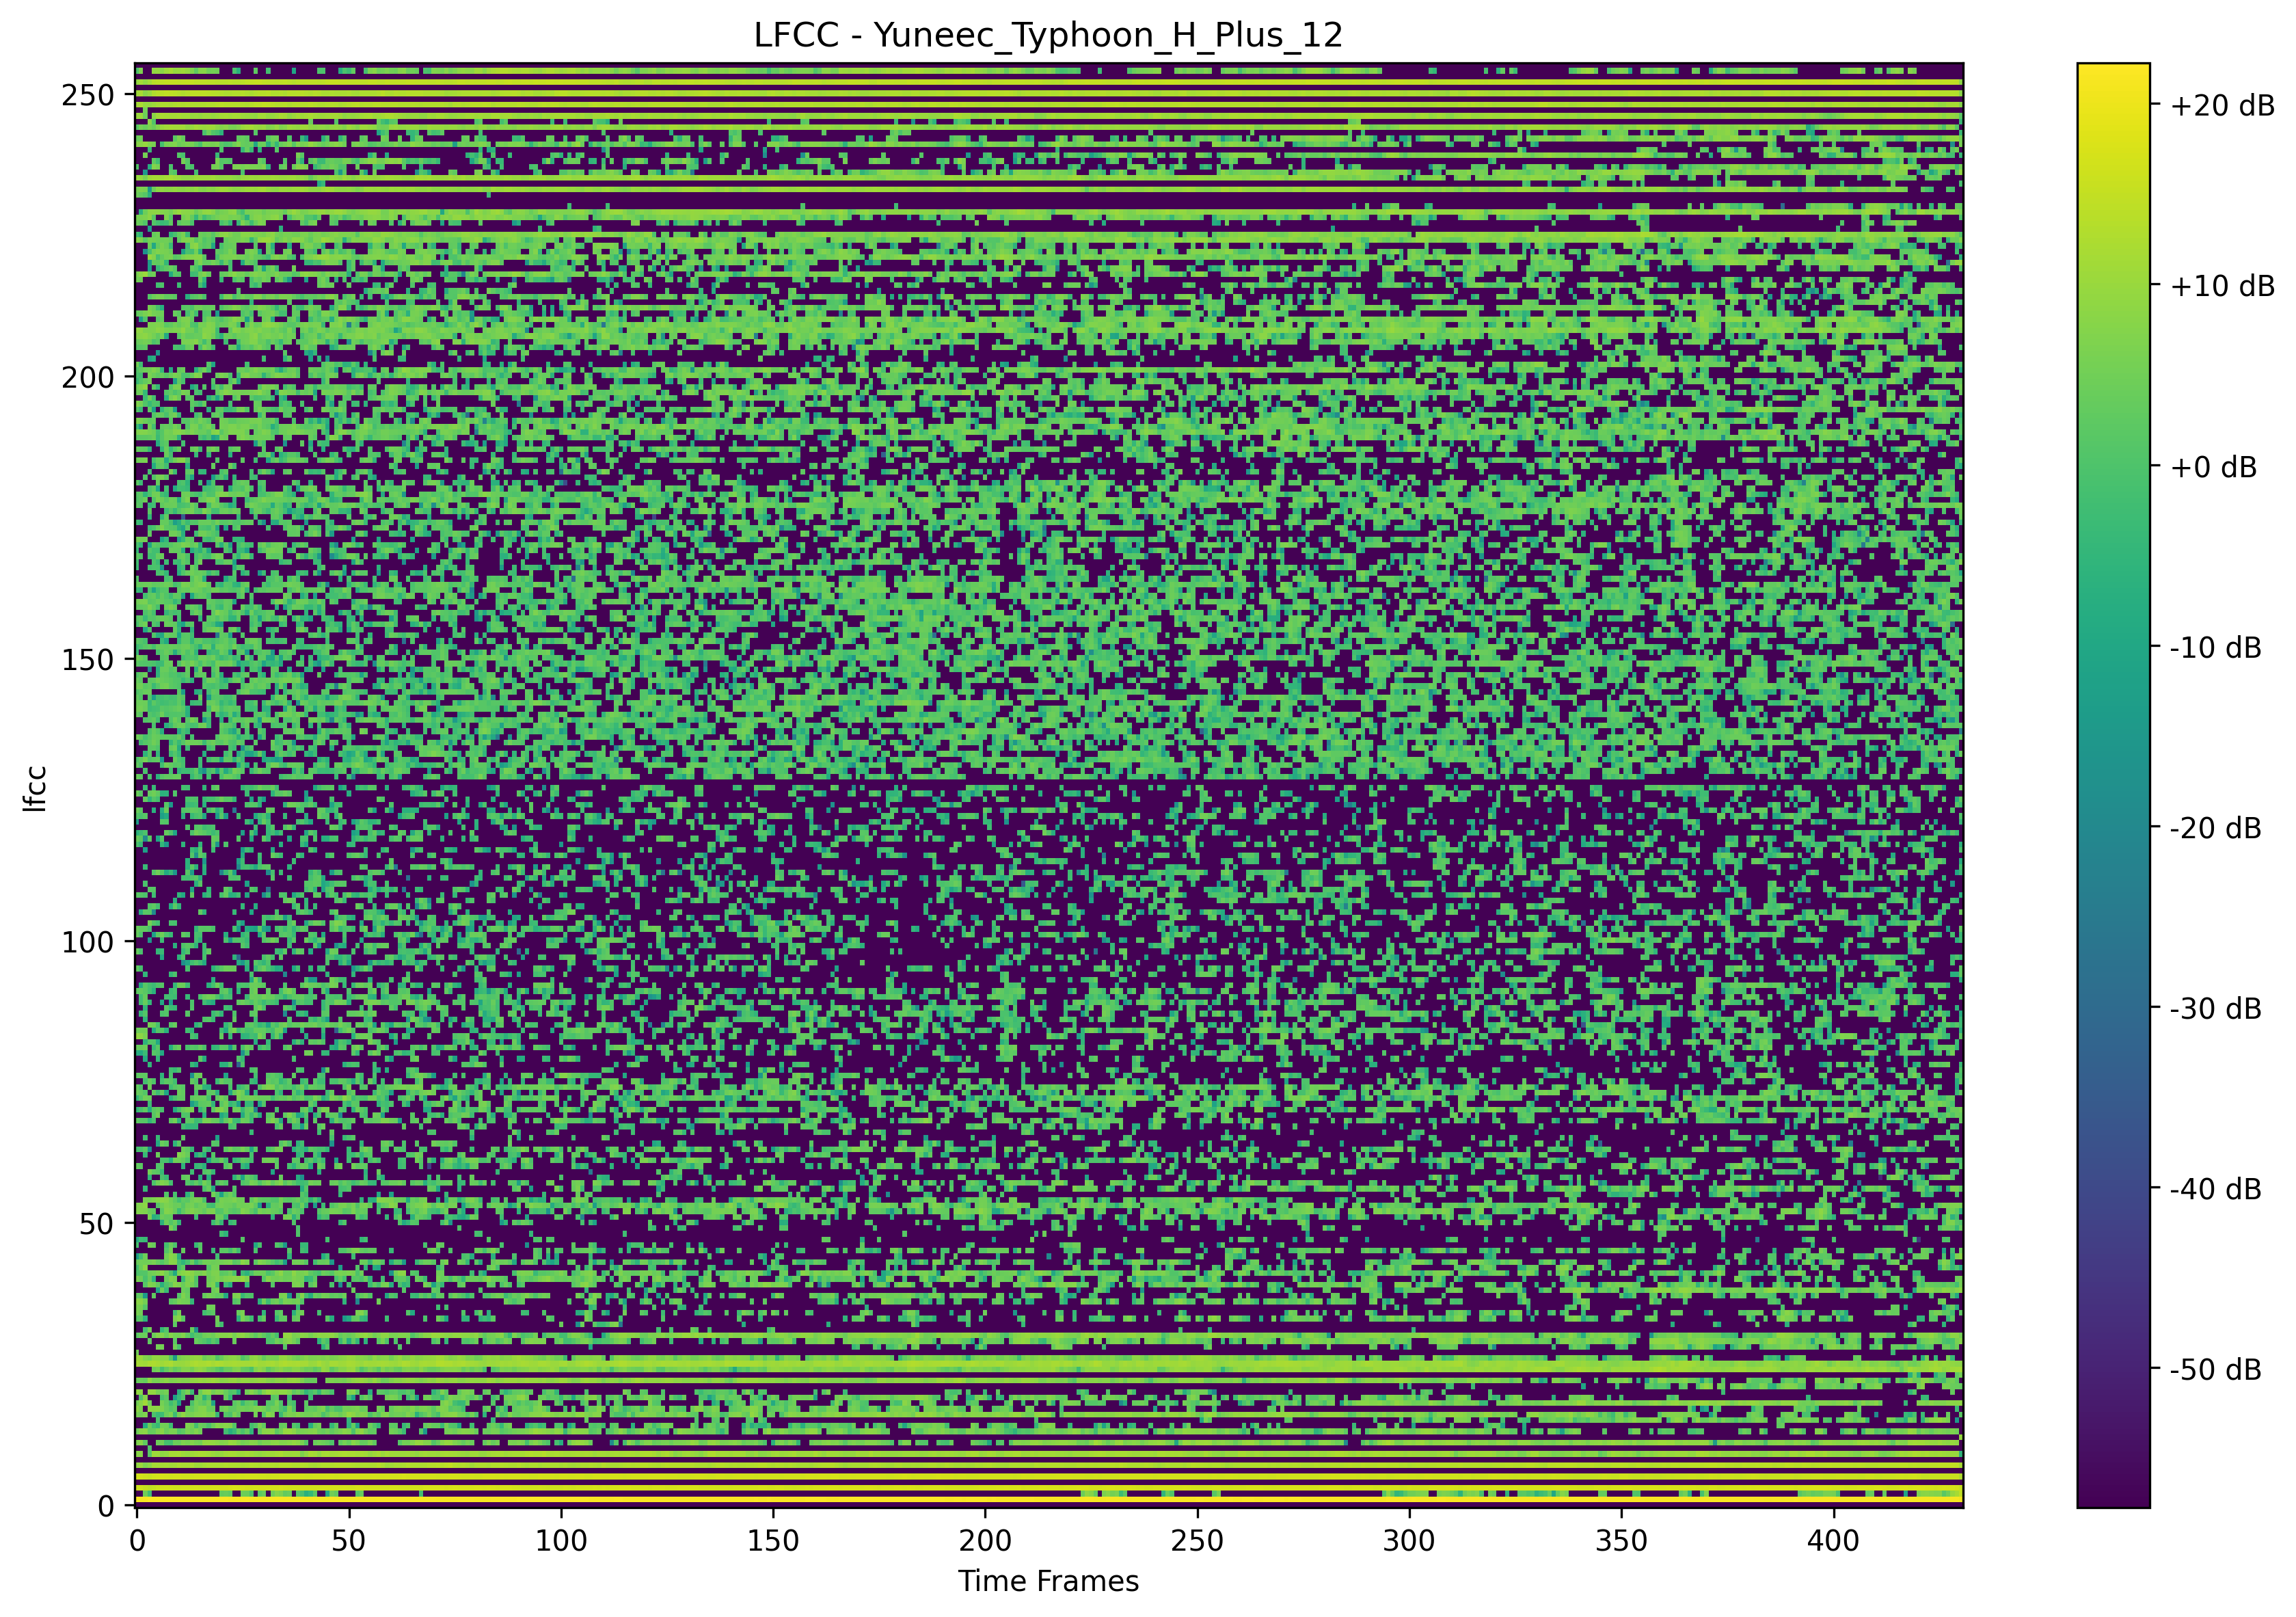 LFCC - Yuneec_Typhoon_H_Plus_12
250
200
150
100
50
0
lfcc
0 50 100 150 200 250 300 350 400
Time Frames
+20 dB
+10 dB
+0 dB
-10 dB
-20 dB
-30 dB
-40 dB
-50 dB